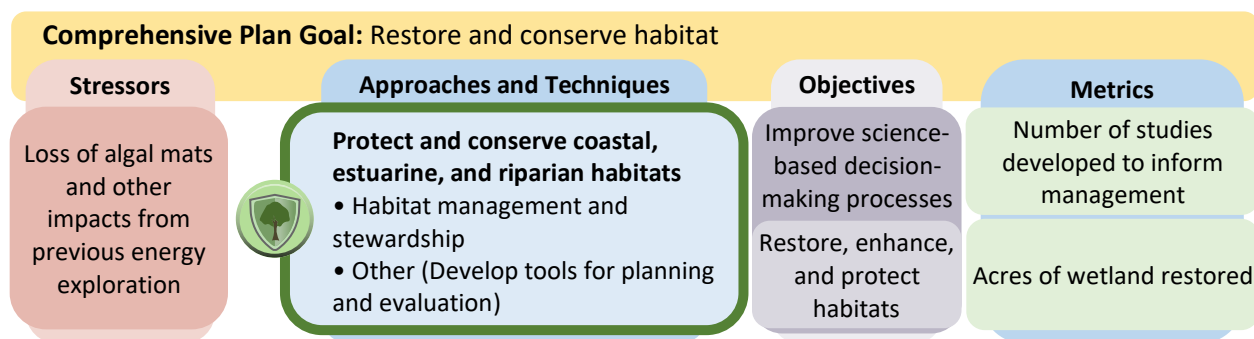 Comprehensive Plan Goal: Restore and conserve habitat
Stressors
Loss of algal mats
and other
impacts from
previous energy
exploration
Approaches and Techniques
Protect and conserve coastal,
estuarine, and riparian habitats
• Habitat management and
stewardship
• Other (Develop tools for planning
and evaluation)
Objectives
Improve science-
based decision-
making processes
Restore, enhance,
and protect
habitats
Metrics
Number of studies
developed to inform
management
Acres of wetland restored